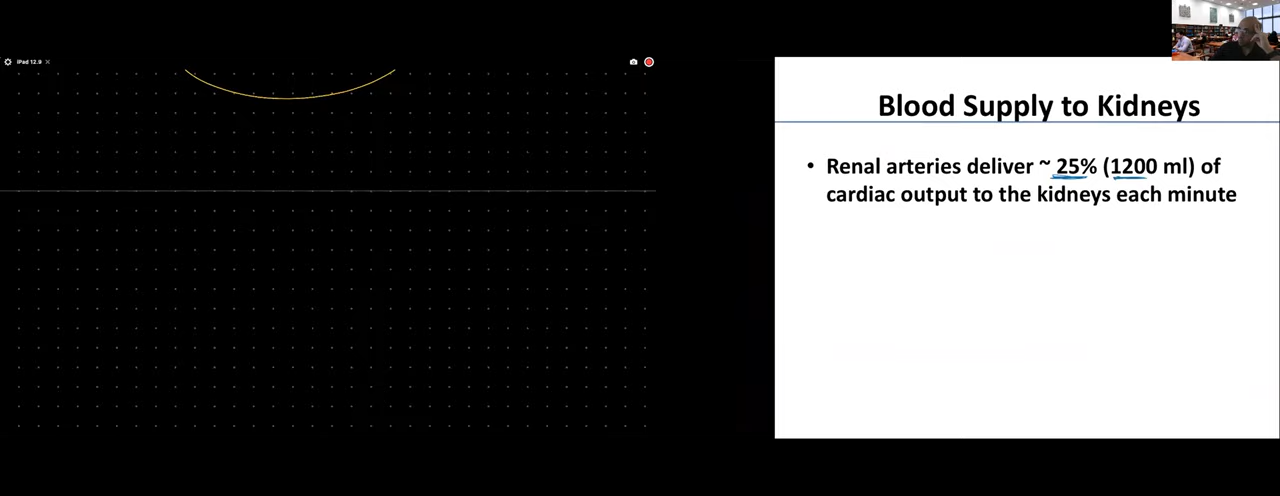 iPad 12.9
Blood Supply to Kidneys
• Renal arteries deliver ~ 25% (1200 ml) of
cardiac output to the kidneys each minute